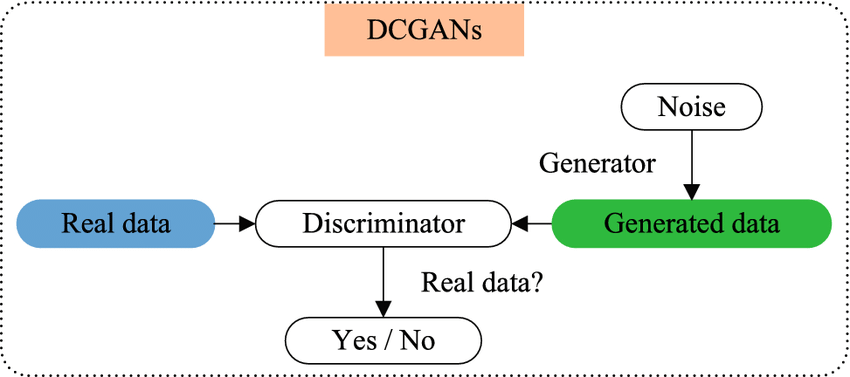 DCGANs
Noise
Generator
Real data
Discriminator
Generated data
Real data?
Yes / No